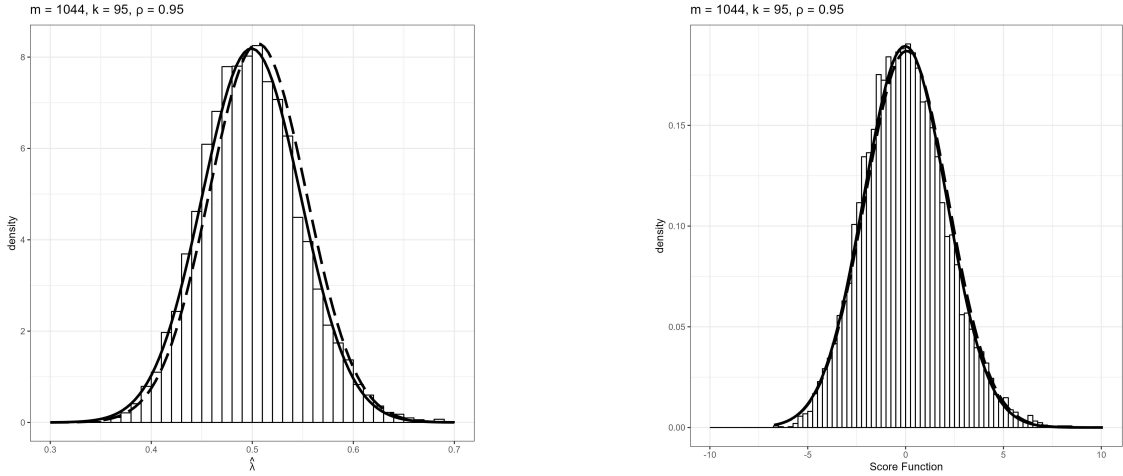 m = 1044, k = 95, ρ = 0.95
8
6
4
2
0
density
0.3 0.4 0.5 0.6 0.7
λ̂
m = 1044, k = 95, ρ = 0.95
0.15
0.10
0.05
0.00
density
-10 -5 0 5 10
Score Function